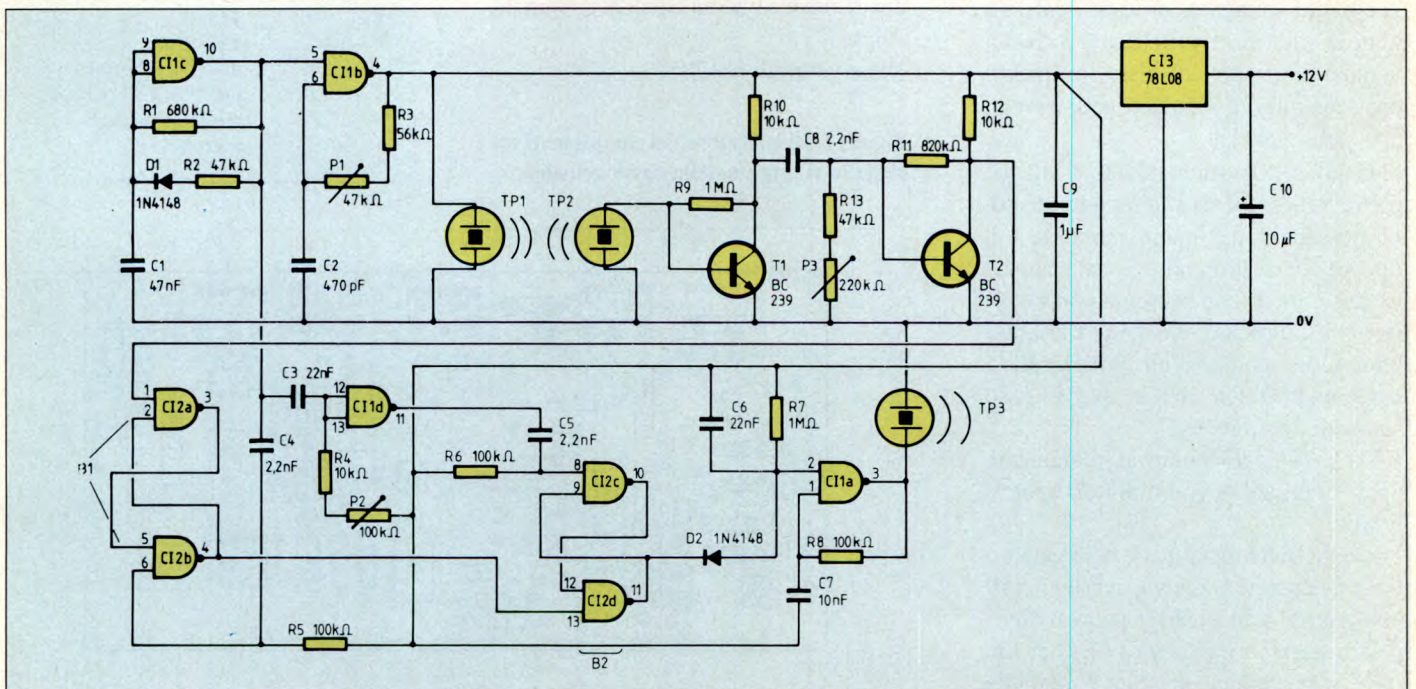 9
8
CI1c
10
R1 680kΩ
D1
R2 47kΩ
1N4148
C1
47nF
5
6
CI1b
4
R3
56kΩ
P1
47kΩ
C2
470pF
TP1
TP2
R9 1MΩ
R10
10kΩ
C8 2,2nF
R13
47kΩ
P3
220kΩ
T1
BC
239
R11 820kΩ
R12
10kΩ
T2
BC
239
C9
1μF
CI3
78L08
+12V
C10
+
10μF
0V
1
2
CI2a
3
B1
5
6
CI2b
4
C4
2,2nF
C3 22nF
12
13
CI1d
11
R4
10kΩ
P2
100kΩ
R5 100kΩ
C5
2,2nF
R6 100kΩ
8
9
CI2c
10
12
13
CI2d
11
B2
D2 1N4148
C6
22nF
R7
1MΩ
2
1
CI1a
3
R8 100kΩ
C7
10nF
TP3